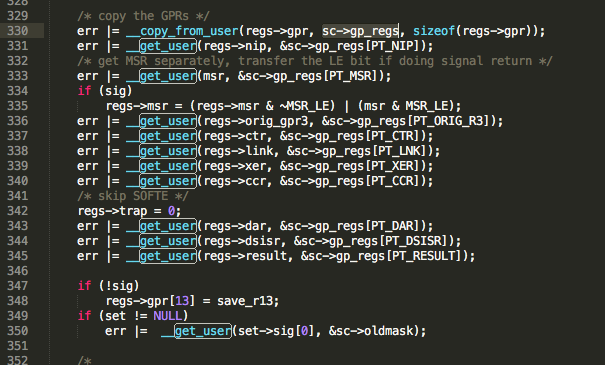 328
329 /* copy the GPRs */
330 err |= __copy_from_user(regs->gpr, sc->gp_regs, sizeof(regs->gpr));
331 err |= __get_user(regs->nip, &sc->gp_regs[PT_NIP]);
332 /* get MSR separately, transfer the LE bit if doing signal return */
333 err |= __get_user(msr, &sc->gp_regs[PT_MSR]);
334 if (sig)
335 regs->msr = (regs->msr & ~MSR_LE) | (msr & MSR_LE);
336 err |= __get_user(regs->orig_gpr3, &sc->gp_regs[PT_ORIG_R3]);
337 err |= __get_user(regs->ctr, &sc->gp_regs[PT_CTR]);
338 err |= __get_user(regs->link, &sc->gp_regs[PT_LNK]);
339 err |= __get_user(regs->xer, &sc->gp_regs[PT_XER]);
340 err |= __get_user(regs->ccr, &sc->gp_regs[PT_CCR]);
341 /* skip SOFTE */
342 regs->trap = 0;
343 err |= __get_user(regs->dar, &sc->gp_regs[PT_DAR]);
344 err |= __get_user(regs->dsisr, &sc->gp_regs[PT_DSISR]);
345 err |= __get_user(regs->result, &sc->gp_regs[PT_RESULT]);
346
347 if (!sig)
348 regs->gpr[13] = save_r13;
349 if (set != NULL)
350 err |=  __get_user(set->sig[0], &sc->oldmask);
351
352 /*